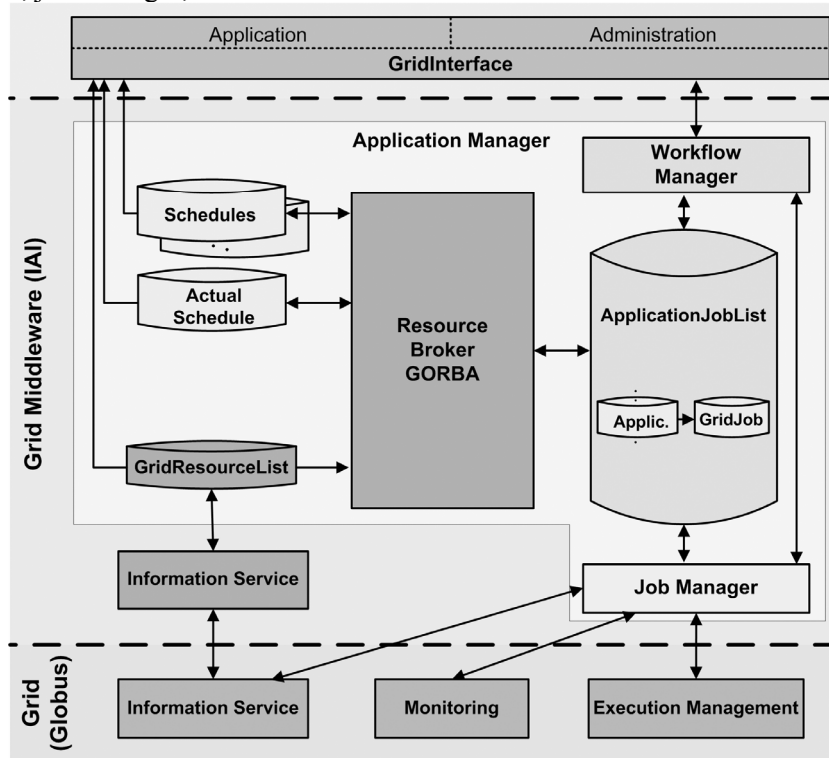 Application
Administration
GridInterface
Application Manager
Workflow
Manager
Schedules
. .
Actual
Schedule
Resource
Broker
GORBA
ApplicationJobList
Applic.
GridJob
GridResourceList
Information Service
Job Manager
Grid Middleware (IAI)
Information Service
Monitoring
Execution Management
Grid
(Globus)